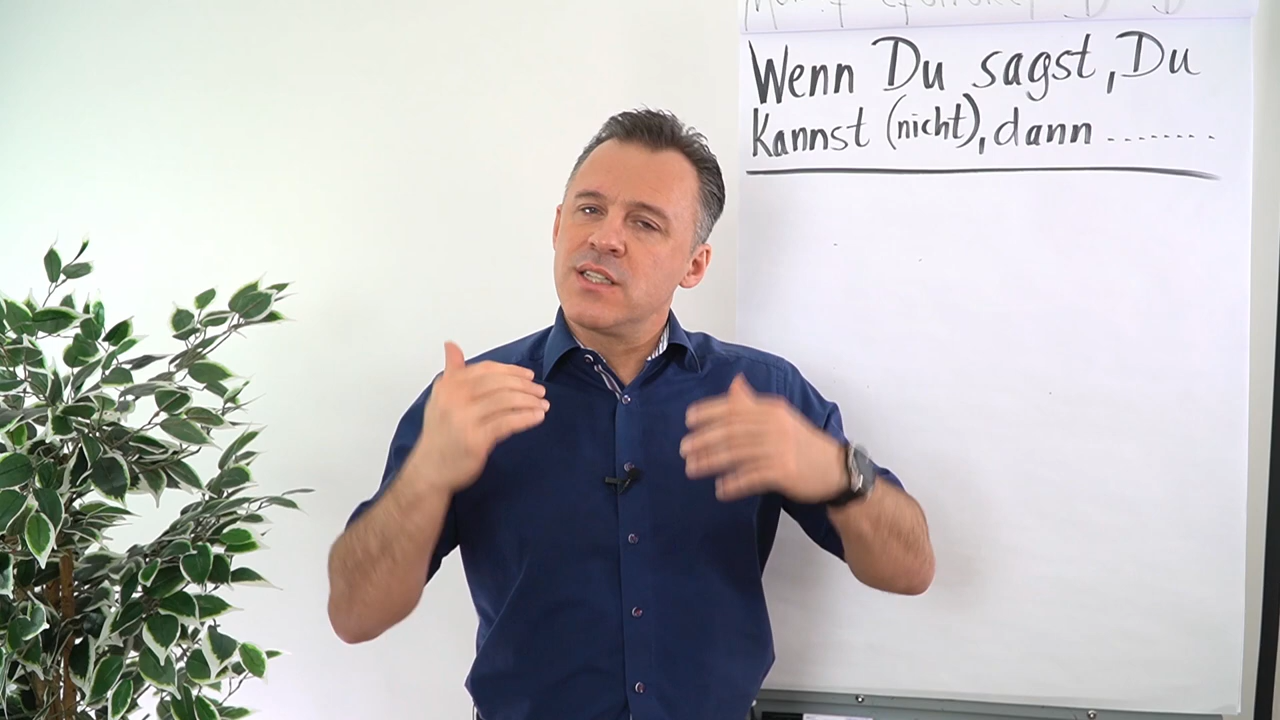 Wenn Du sagst, Du
kannst (nicht), dann ........